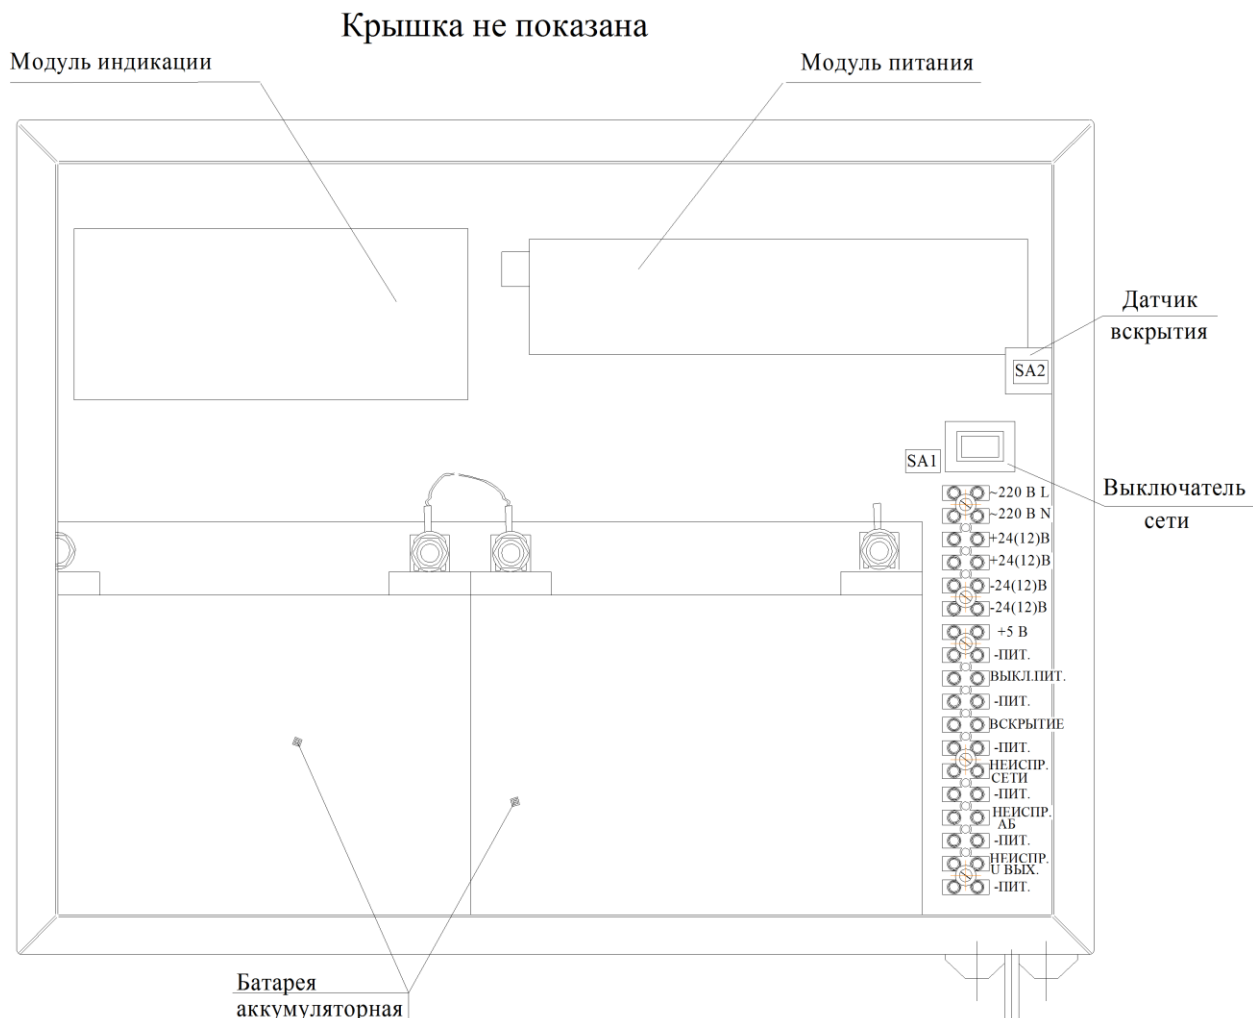 Крышка не показана
Модуль индикации
Модуль питания
Датчик
вскрытия
SA2
SA1
Выключатель
сети
~220 В L
~220 В N
+24(12)В
+24(12)В
-24(12)В
-24(12)В
+5 В
-ПИТ.
ВЫКЛ.ПИТ.
-ПИТ.
ВСКРЫТИЕ
-ПИТ.
НЕИСПР.
СЕТИ
-ПИТ.
НЕИСПР.
АБ
-ПИТ.
НЕИСПР.
U ВЫХ.
-ПИТ.
Батарея
аккумуляторная